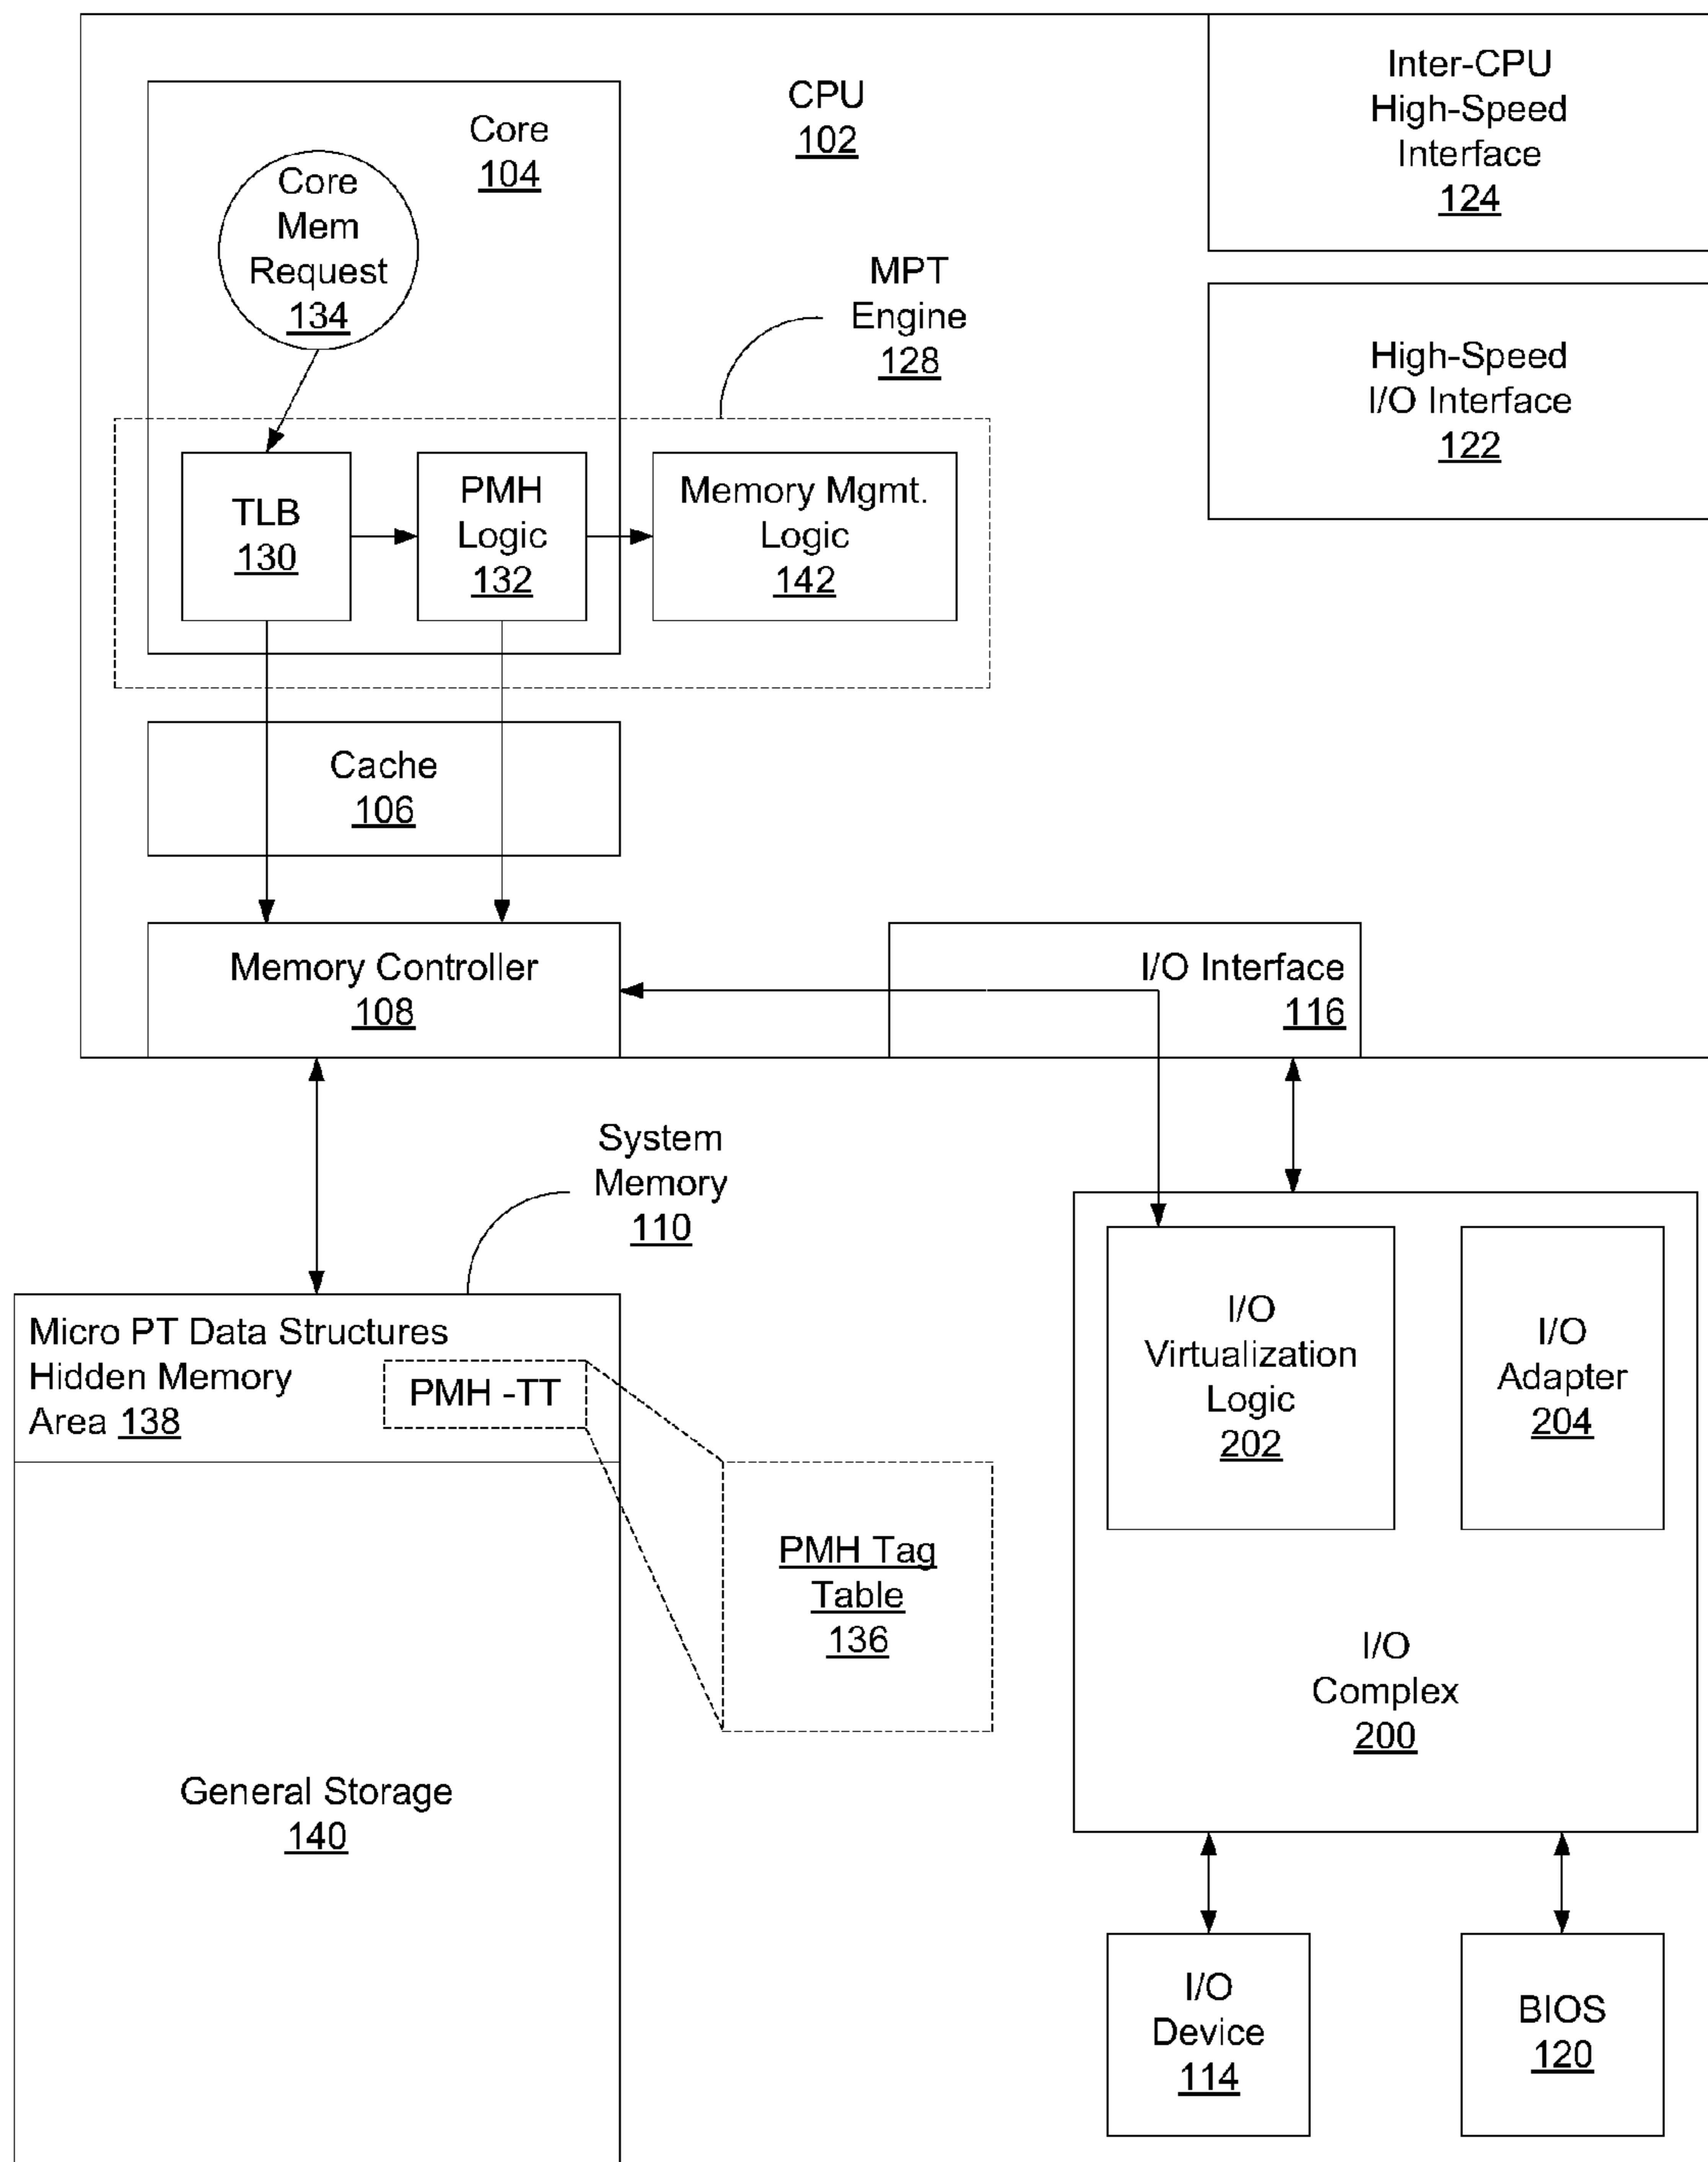 CPU
102
Inter-CPU
High-Speed
Interface
124
Core
104
Core
Mem
Request
134
MPT
Engine
128
High-Speed
I/O Interface
122
TLB
130
PMH
Logic
132
Memory Mgmt.
Logic
142
Cache
106
Memory Controller
108
I/O Interface
116
System
Memory
110
Micro PT Data Structures
Hidden Memory
Area 138
PMH -TT
PMH Tag
Table
136
General Storage
140
I/O
Virtualization
Logic
202
I/O
Adapter
204
I/O
Complex
200
I/O
Device
114
BIOS
120